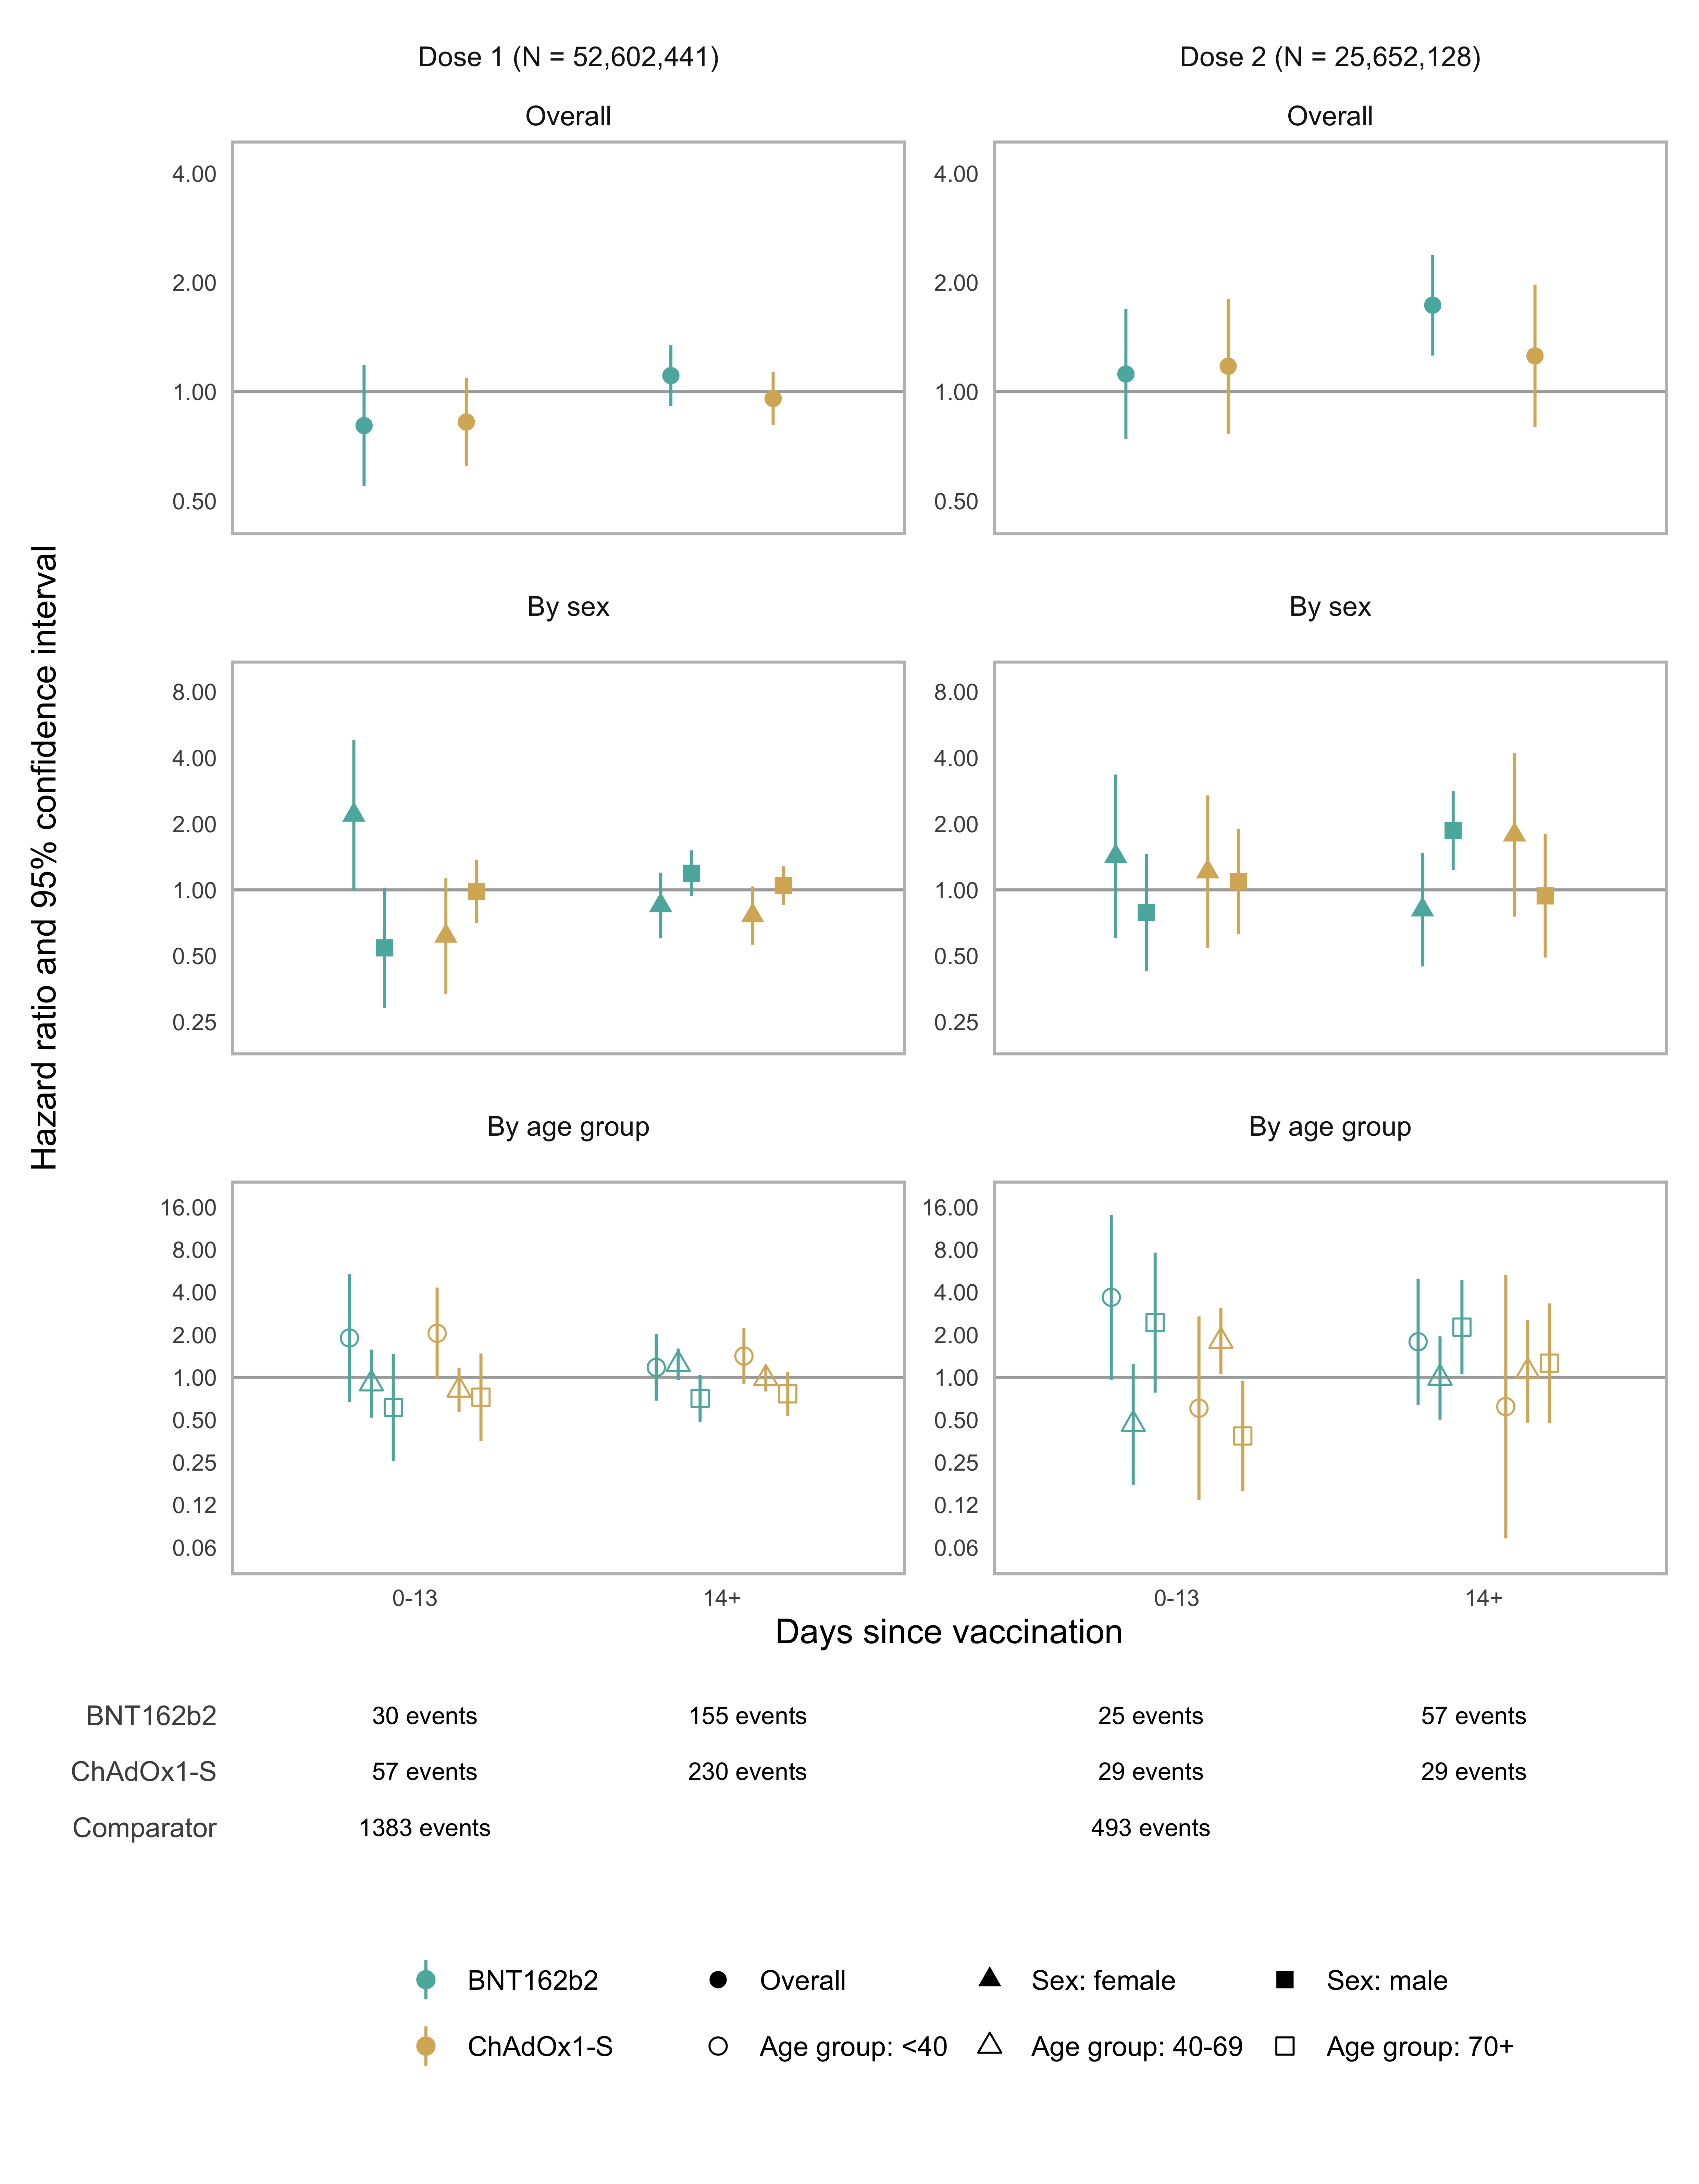 Dose 1 (N = 52,602,441)
Dose 2 (N = 25,652,128)
Overall
Overall
4.00
2.00
1.00
0.50
4.00
2.00
1.00
0.50
By sex
By sex
8.00
4.00
2.00
1.00
0.50
0.25
8.00
4.00
2.00
1.00
0.50
0.25
By age group
By age group
16.00
8.00
4.00
2.00
1.00
0.50
0.25
0.12
0.06
16.00
8.00
4.00
2.00
1.00
0.50
0.25
0.12
0.06
Hazard ratio and 95% confidence interval
0-13 14+ 0-13 14+
Days since vaccination
BNT162b2 30 events 155 events 25 events 57 events
ChAdOx1-S 57 events 230 events 29 events 29 events
Comparator 1383 events 493 events
BNT162b2 Overall Sex: female Sex: male
ChAdOx1-S Age group: <40 Age group: 40-69 Age group: 70+